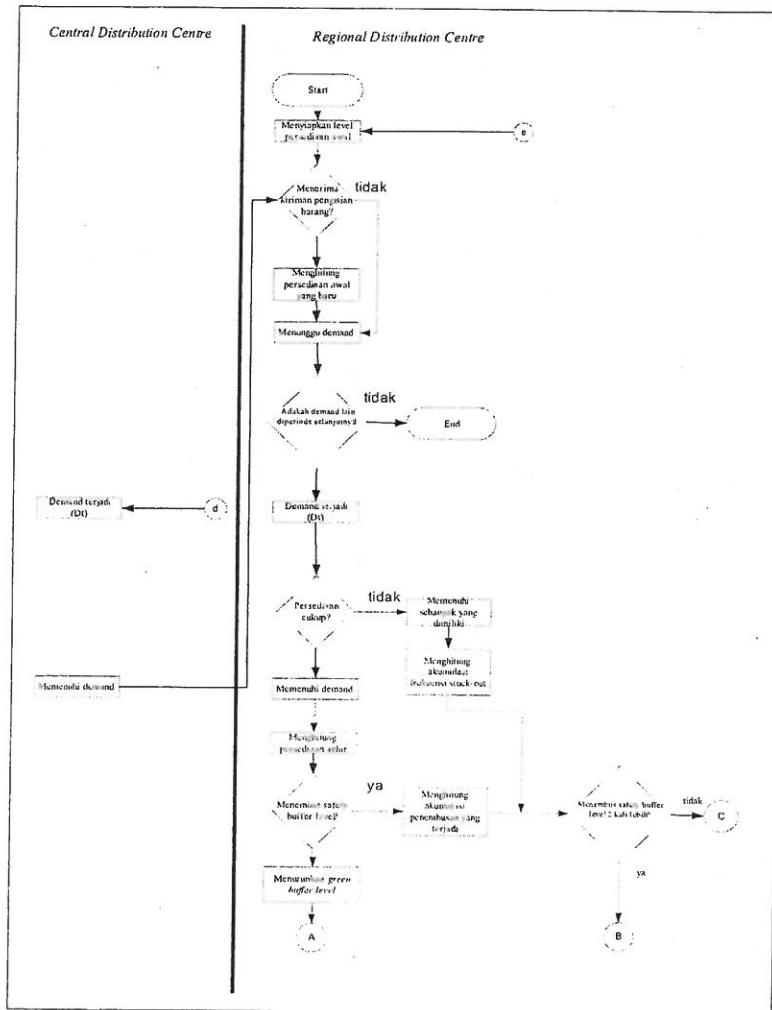 Central Distribution Centre
Regional Distribution Centre
Start
Menyiapkan level
persediaan awal
e
Menerima
kiriman pengisian
barang?
tidak
Menghitung
persediaan awal
yang baru
Menunggu demand
Adakah demand lain
diperiode selanjutnya
tidak
End
Demand terjadi
(Dt)
d
Demand terjadi
(Dt)
Persediaan
cukup?
tidak
Memenuhi
sebanyak yang
dimiliki
Menghitung
akumulasi
frekuensi stock-out
Memenuhi demand
Memenuhi demand
Menghitung
persediaan akhir
Menembus safety
buffer level?
ya
Menghitung
akumulasi
penembusan yang
terjadi
Menembus safety buffer
level 2 kali lebih?
tidak
C
Menurunkan green
buffer level
ya
A
B